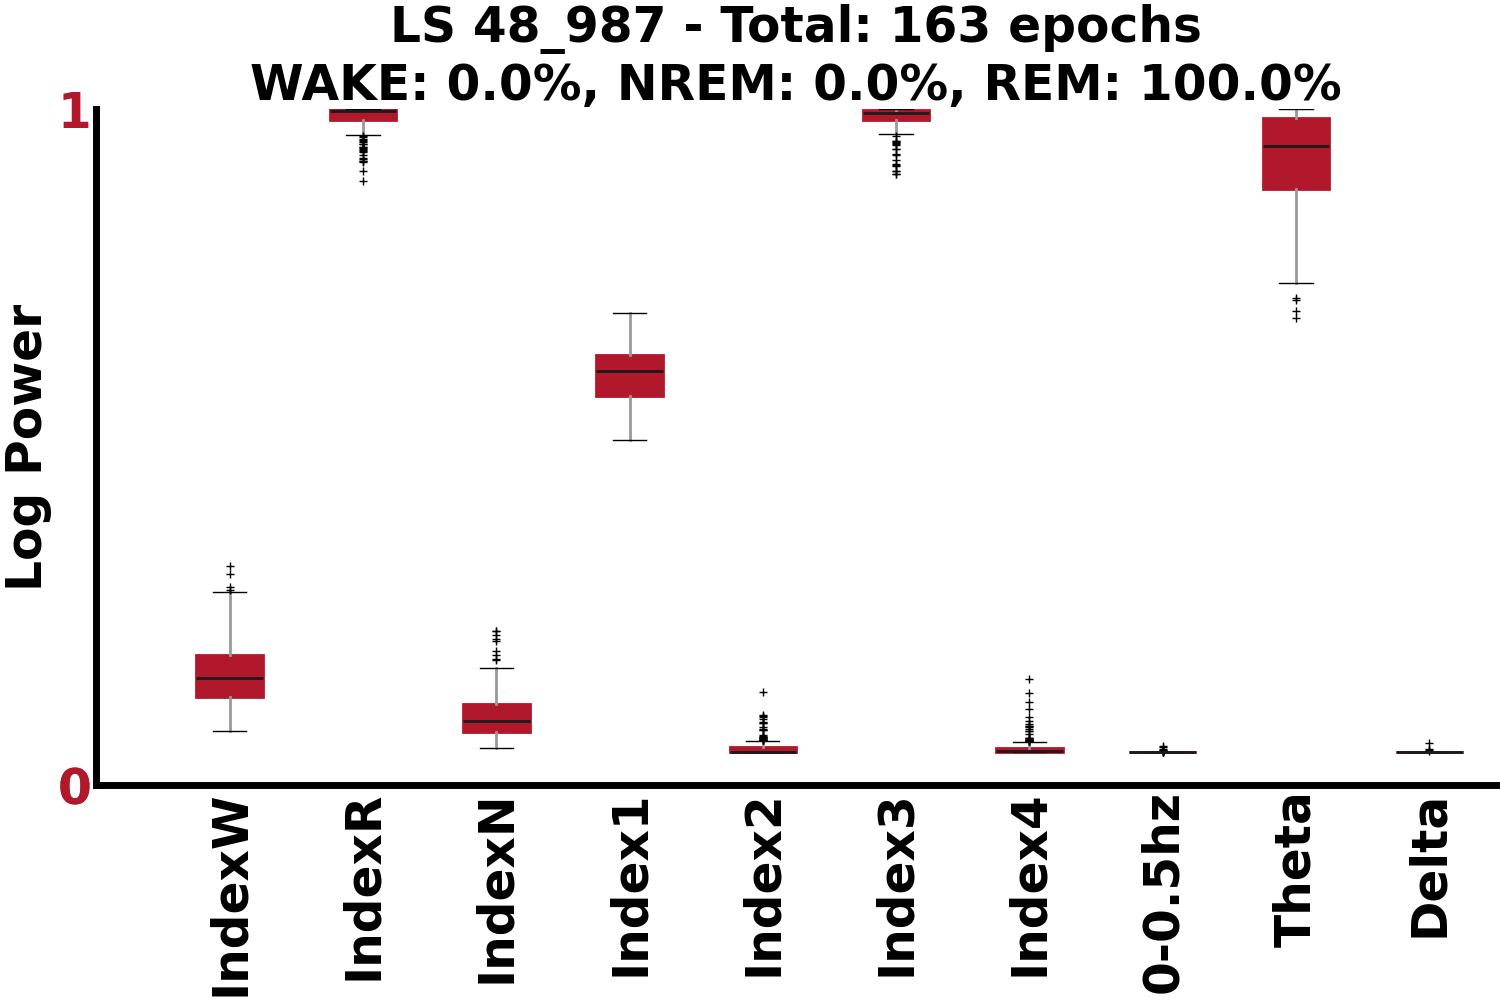 LS 48_987 - Total: 163 epochs
WAKE: 0.0%, NREM: 0.0%, REM: 100.0%
1
Log Power
0
IndexW
IndexR
IndexN
Index1
Index2
Index3
Index4
0-0.5hz
Theta
Delta